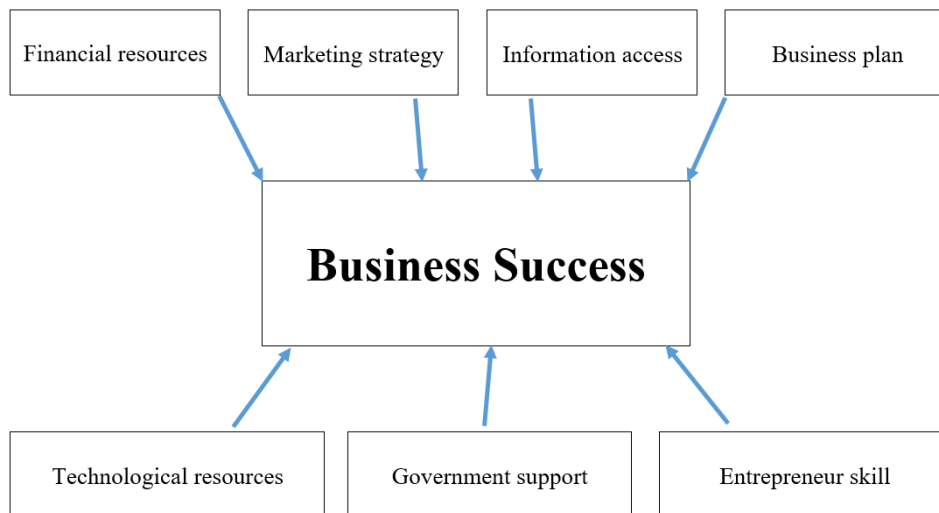 Financial resources
Marketing strategy
Information access
Business plan
Business Success
Technological resources
Government support
Entrepreneur skill